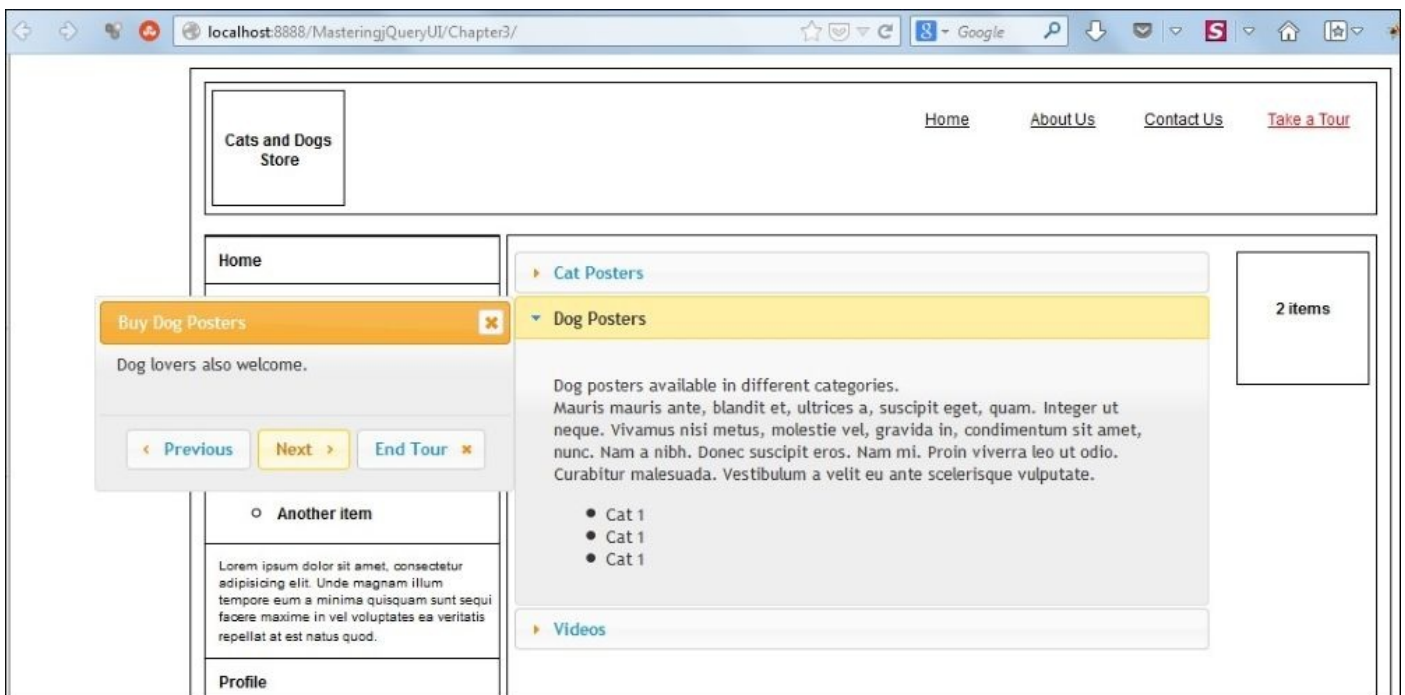 localhost:8888/MasteringjQueryUI/Chapter3/
8 Google
S
Cats and Dogs
Store
Home
About Us
Contact Us
Take a Tour
Home
Buy Dog Posters
Dog lovers also welcome.
Previous
Next
End Tour
Another item
Lorem ipsum dolor sit amet, consectetur
adipisicing elit. Unde magnam illum
tempore eum a minima quisquam sunt sequi
facere maxime in vel voluptates ea veritatis
repellat at est natus quod.
Profile
Cat Posters
Dog Posters
Dog posters available in different categories.
Mauris mauris ante, blandit et, ultrices a, suscipit eget, quam. Integer ut
neque. Vivamus nisi metus, molestie vel, gravida in, condimentum sit amet,
nunc. Nam a nibh. Donec suscipit eros. Nam mi. Proin viverra leo ut odio.
Curabitur malesuada. Vestibulum a velit eu ante scelerisque vulputate.
Cat 1
Cat 1
Cat 1
Videos
2 items